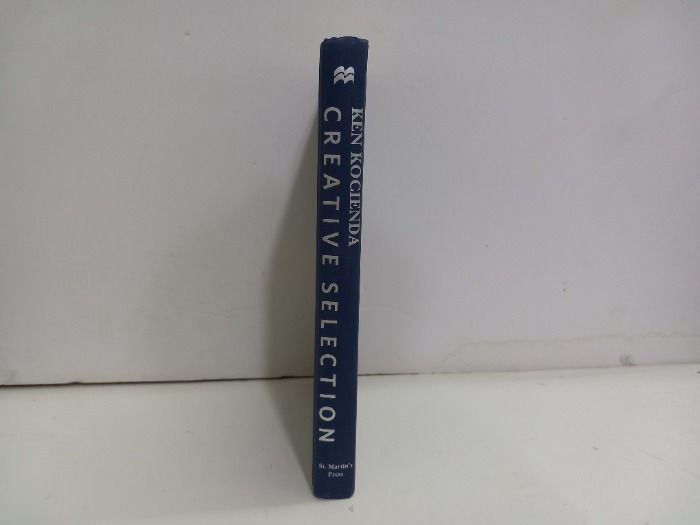 KEN KOCIENDA
CREATIVE SELECTION
St. Martin's
Press